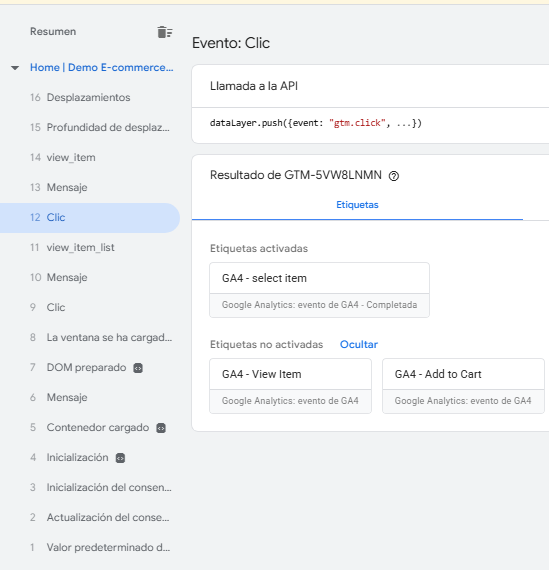 Resumen
Home | Demo E-commerce...
16 Desplazamientos
15 Profundidad de desplaz...
14 view_item
13 Mensaje
12 Clic
11 view_item_list
10 Mensaje
9 Clic
8 La ventana se ha cargad...
7 DOM preparado
6 Mensaje
5 Contenedor cargado
4 Inicialización
3 Inicialización del consen...
2 Actualización del conse...
1 Valor predeterminado d...
Evento: Clic
Llamada a la API
dataLayer.push({event: "gtm.click", ...})
Resultado de GTM-5VW8LNMN
Etiquetas
Etiquetas activadas
GA4 - select item
Google Analytics: evento de GA4 - Completada
Etiquetas no activadas Ocultar
GA4 - View Item
Google Analytics: evento de GA4
GA4 - Add to Cart
Google Analytics: evento de GA4